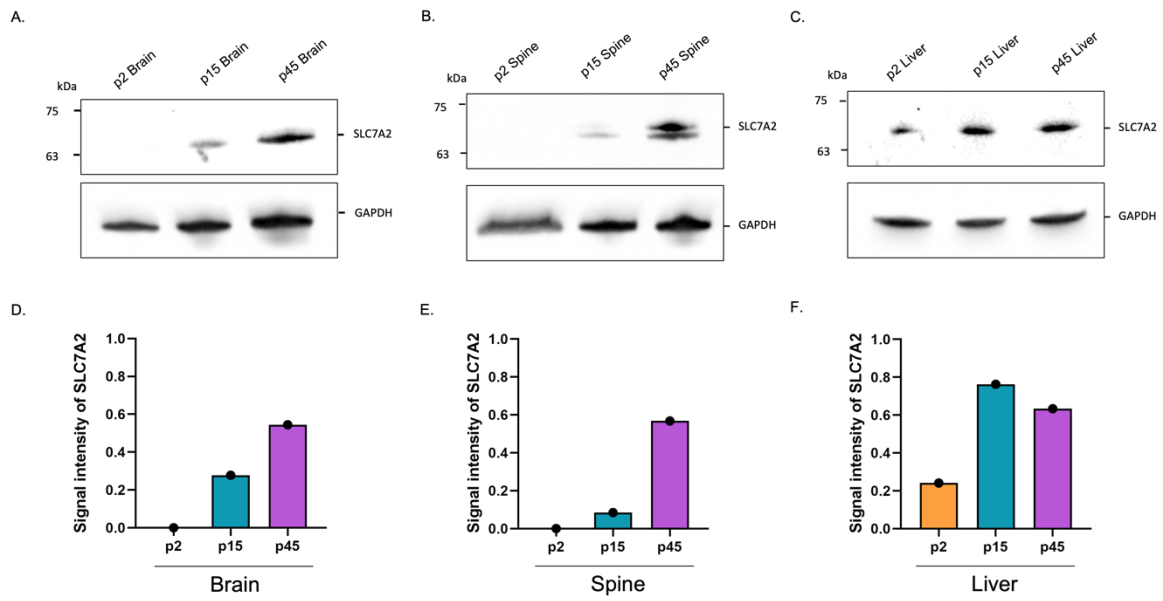 A.
p2 Brain
p15 Brain
p45 Brain
kDa
75
63
SLC7A2
GAPDH
B.
p2 Spine
p15 Spine
p45 Spine
kDa
75
63
SLC7A2
GAPDH
C.
p2 Liver
p15 Liver
p45 Liver
kDa
75
63
SLC7A2
GAPDH
D.
Signal intensity of SLC7A2
1.0
0.8
0.6
0.4
0.2
0.0
p2 p15 p45
Brain
E.
Signal intensity of SLC7A2
1.0
0.8
0.6
0.4
0.2
0.0
p2 p15 p45
Spine
F.
Signal intensity of SLC7A2
1.0
0.8
0.6
0.4
0.2
0.0
p2 p15 p45
Liver